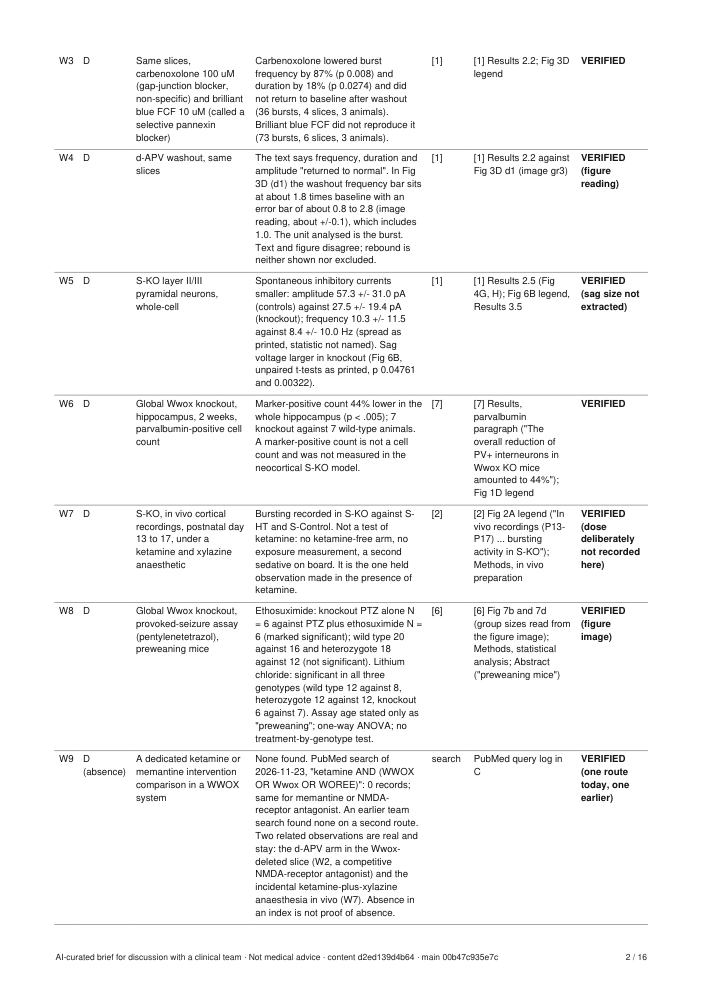 W3 D Same slices, carbenoxolone 100 uM (gap-junction blocker, non-specific) and brilliant blue FCF 10 uM (called a selective pannexin blocker)
Carbenoxolone lowered burst
frequency by 87% (p 0.008) and
duration by 18% (p 0.0274) and did
not return to baseline after washout
(36 bursts, 4 slices, 3 animals).
Brilliant blue FCF did not reproduce it
(73 bursts, 6 slices, 3 animals).
[1]
[1] Results 2.2; Fig 3D
legend
VERIFIED
W4 D
d-APV washout, same
slices
The text says frequency, duration and
amplitude "returned to normal". In Fig
3D (d1) the washout frequency bar sits
at about 1.8 times baseline with an
error bar of about 0.8 to 2.8 (image
reading, about +/-0.1), which includes
1.0. The unit analysed is the burst.
Text and figure disagree; rebound is
neither shown nor excluded.
[1]
[1] Results 2.2 against
Fig 3D d1 (image gr3)
VERIFIED
(figure
reading)
W5 D
S-KO layer II/III
pyramidal neurons,
whole-cell
Spontaneous inhibitory currents
smaller: amplitude 57.3 +/- 31.0 pA
(controls) against 27.5 +/- 19.4 pA
(knockout); frequency 10.3 +/- 11.5
against 8.4 +/- 10.0 Hz (spread as
printed, statistic not named). Sag
voltage larger in knockout (Fig 6B,
unpaired t-tests as printed, p 0.04761
and 0.00322).
[1]
[1] Results 2.5 (Fig
4G, H); Fig 6B legend,
Results 3.5
VERIFIED
(sag size not
extracted)
W6 D
Global Wwox knockout,
hippocampus, 2 weeks,
parvalbumin-positive cell
count
Marker-positive count 44% lower in the
whole hippocampus (p < .005); 7
knockout against 7 wild-type animals.
A marker-positive count is not a cell
count and was not measured in the
neocortical S-KO model.
[7]
[7] Results,
parvalbumin
paragraph ("The
overall reduction of
PV+ interneurons in
Wwox KO mice
amounted to 44%");
Fig 1D legend
VERIFIED
W7 D
S-KO, in vivo cortical
recordings, postnatal day
13 to 17, under a
ketamine and xylazine
anaesthetic
Bursting recorded in S-KO against S-
HT and S-Control. Not a test of
ketamine: no ketamine-free arm, no
exposure measurement, a second
sedative on board. It is the one held
observation made in the presence of
ketamine.
[2]
[2] Fig 2A legend ("In
vivo recordings (P13-
P17) ... bursting
activity in S-KO");
Methods, in vivo
preparation
VERIFIED
(dose
deliberately
not recorded
here)
W8 D
Global Wwox knockout,
provoked-seizure assay
(pentylenetetrazol),
preweaning mice
Ethosuximide: knockout PTZ alone N
= 6 against PTZ plus ethosuximide N =
6 (marked significant); wild type 20
against 16 and heterozygote 18
against 12 (not significant). Lithium
chloride: significant in all three
genotypes (wild type 12 against 8,
heterozygote 12 against 12, knockout
6 against 7). Assay age stated only as
"preweaning"; one-way ANOVA; no
treatment-by-genotype test.
[6]
[6] Fig 7b and 7d
(group sizes read from
the figure image);
Methods, statistical
analysis; Abstract
("preweaning mice")
VERIFIED
(figure
image)
W9 D
(absence)
A dedicated ketamine or
memantine intervention
comparison in a WWOX
system
None found. PubMed search of
2026-11-23, "ketamine AND (WWOX
OR Wwox OR WOREE)": 0 records;
same for memantine or NMDA-
receptor antagonist. An earlier team
search found none on a second route.
Two related observations are real and
stay: the d-APV arm in the Wwox-
deleted slice (W2, a competitive
NMDA-receptor antagonist) and the
incidental ketamine-plus-xylazine
anaesthesia in vivo (W7). Absence in
an index is not proof of absence.
search
PubMed query log in
C
VERIFIED
(one route
today, one
earlier)
AI-curated brief for discussion with a clinical team · Not medical advice · content d2ed139d4b64 · main 00b47c935e7c 2 / 16